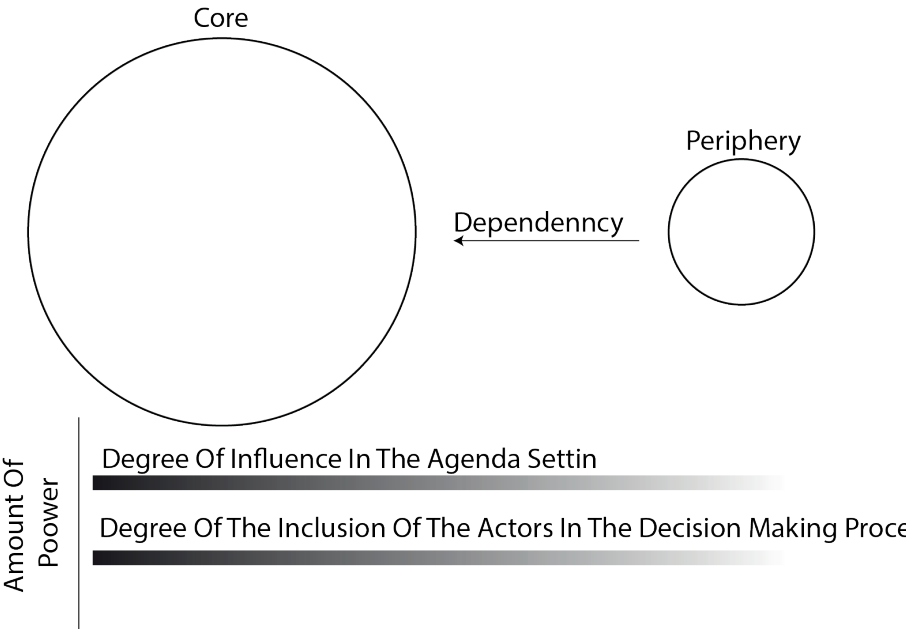 Core
Periphery
Dependenncy
Degree Of Influence In The Agenda Settin
Degree Of The Inclusion Of The Actors In The Decision Making Proce
Amount Of
Poower